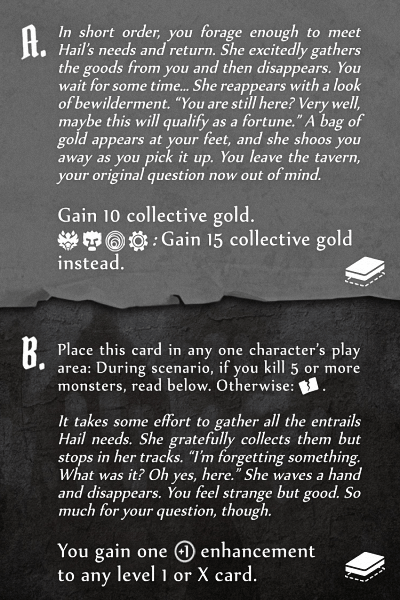 A. In short order, you forage enough to meet
Hail's needs and return. She excitedly gathers
the goods from you and then disappears. You
wait for some time... She reappears with a look
of bewilderment. “You are still here? Very well,
maybe this will qualify as a fortune.” A bag of
gold appears at your feet, and she shoos you
away as you pick it up. You leave the tavern,
your original question now out of mind.
Gain 10 collective gold.
: Gain 15 collective gold
instead.
B. Place this card in any one character's play
area: During scenario, if you kill 5 or more
monsters, read below. Otherwise: .
It takes some effort to gather all the entrails
Hail needs. She gratefully collects them but
stops in her tracks. “I'm forgetting something.
What was it? Oh yes, here.” She waves a hand
and disappears. You feel strange but good. So
much for your question, though.
You gain one +1 enhancement
to any level 1 or X card.